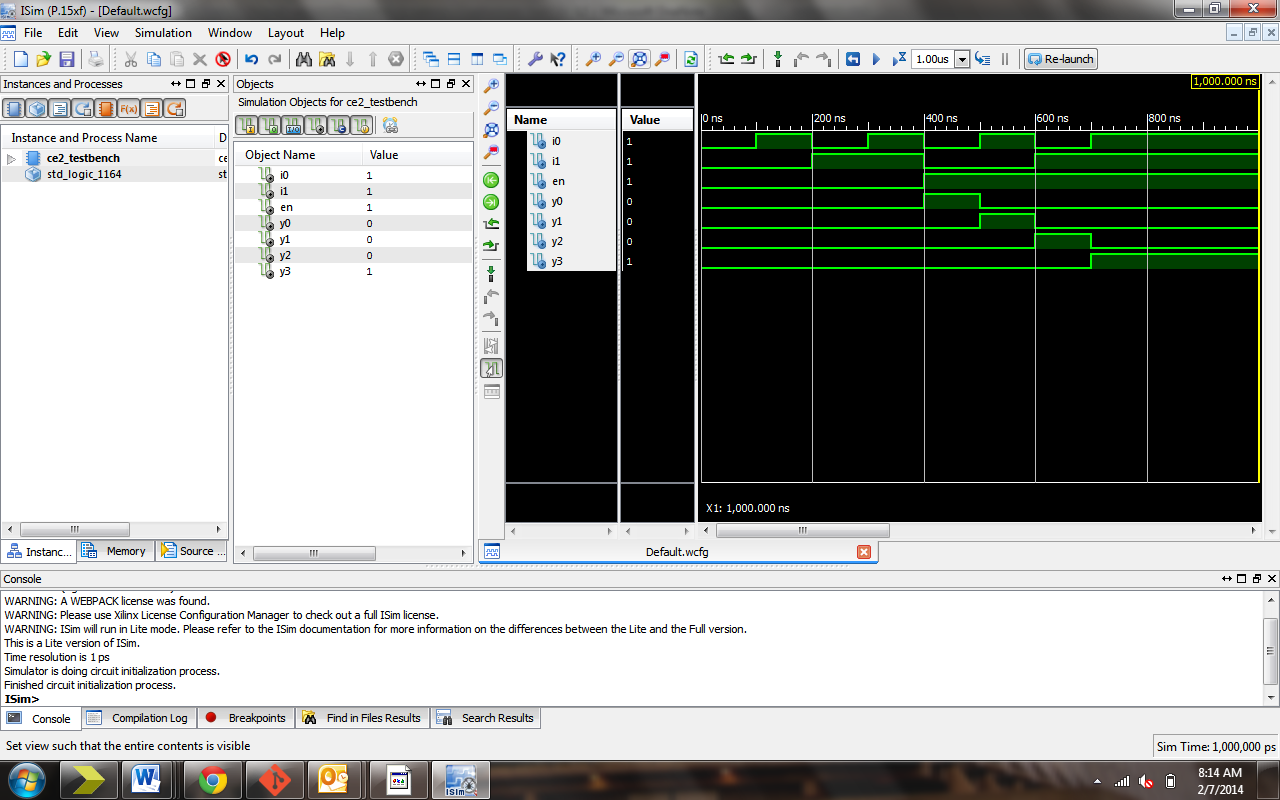 ISim (P.15xf) - [Default.wcfg]
File Edit View Simulation Window Layout Help
1.00us Re-launch
Instances and Processes
Instance and Process Name D
ce2_testbench ce
std_logic_1164 st
Instanc... Memory Source ...
Objects
Simulation Objects for ce2_testbench
Object Name Value
i0 1
i1 1
en 1
y0 0
y1 0
y2 0
y3 1
Name Value
i0 1
i1 1
en 1
y0 0
y1 0
y2 0
y3 1
1,000.000 ns
0 ns 200 ns 400 ns 600 ns 800 ns
X1: 1,000.000 ns
Default.wcfg
Console
WARNING: A WEBPACK license was found.
WARNING: Please use Xilinx License Configuration Manager to check out a full ISim license.
WARNING: ISim will run in Lite mode. Please refer to the ISim documentation for more information on the differences between the Lite and the Full version.
This is a Lite version of ISim.
Time resolution is 1 ps
Simulator is doing circuit initialization process.
Finished circuit initialization process.
ISim>
Console Compilation Log Breakpoints Find in Files Results Search Results
Set view such that the entire contents is visible
Sim Time: 1,000,000 ps
ISim
8:14 AM
2/7/2014